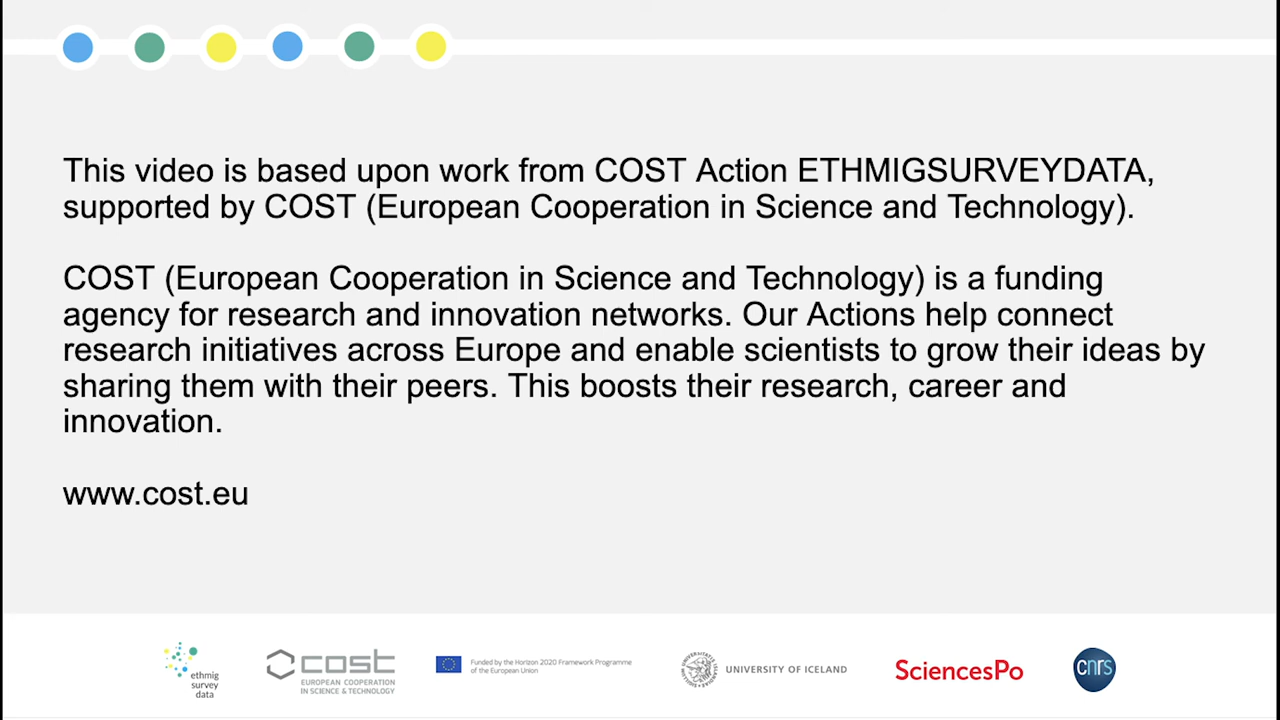 This video is based upon work from COST Action ETHMIGSURVEYDATA,
supported by COST (European Cooperation in Science and Technology).
COST (European Cooperation in Science and Technology) is a funding
agency for research and innovation networks. Our Actions help connect
research initiatives across Europe and enable scientists to grow their ideas by
sharing them with their peers. This boosts their research, career and
innovation.
www.cost.eu
ethmig
survey
data
cost
EUROPEAN COOPERATION
IN SCIENCE & TECHNOLOGY
Funded by the Horizon 2020 Framework Programme
of the European Union
UNIVERSITY OF ICELAND
SciencesPo
cnrs